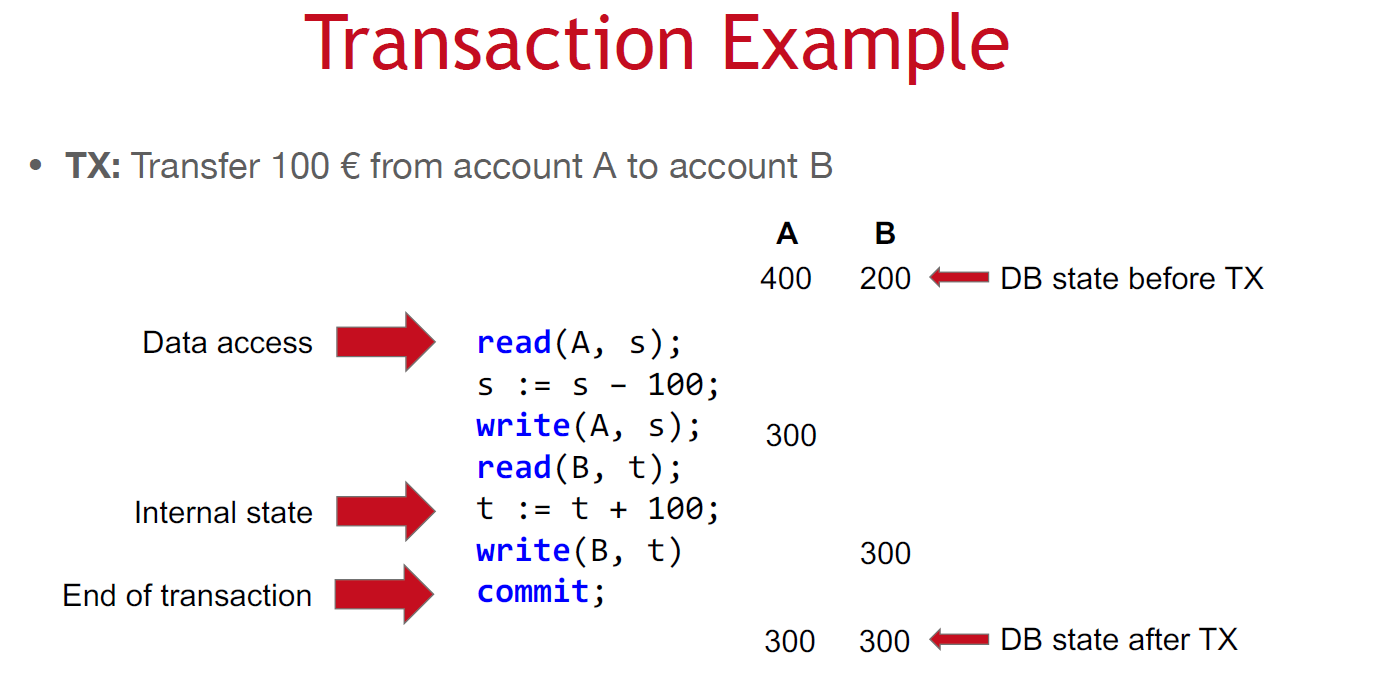 Transaction Example
• TX: Transfer 100 € from account A to account B
A B
400 200 DB state before TX
Data access read(A, s);
s := s – 100;
write(A, s); 300
read(B, t);
Internal state t := t + 100;
write(B, t) 300
End of transaction commit;
300 300 DB state after TX